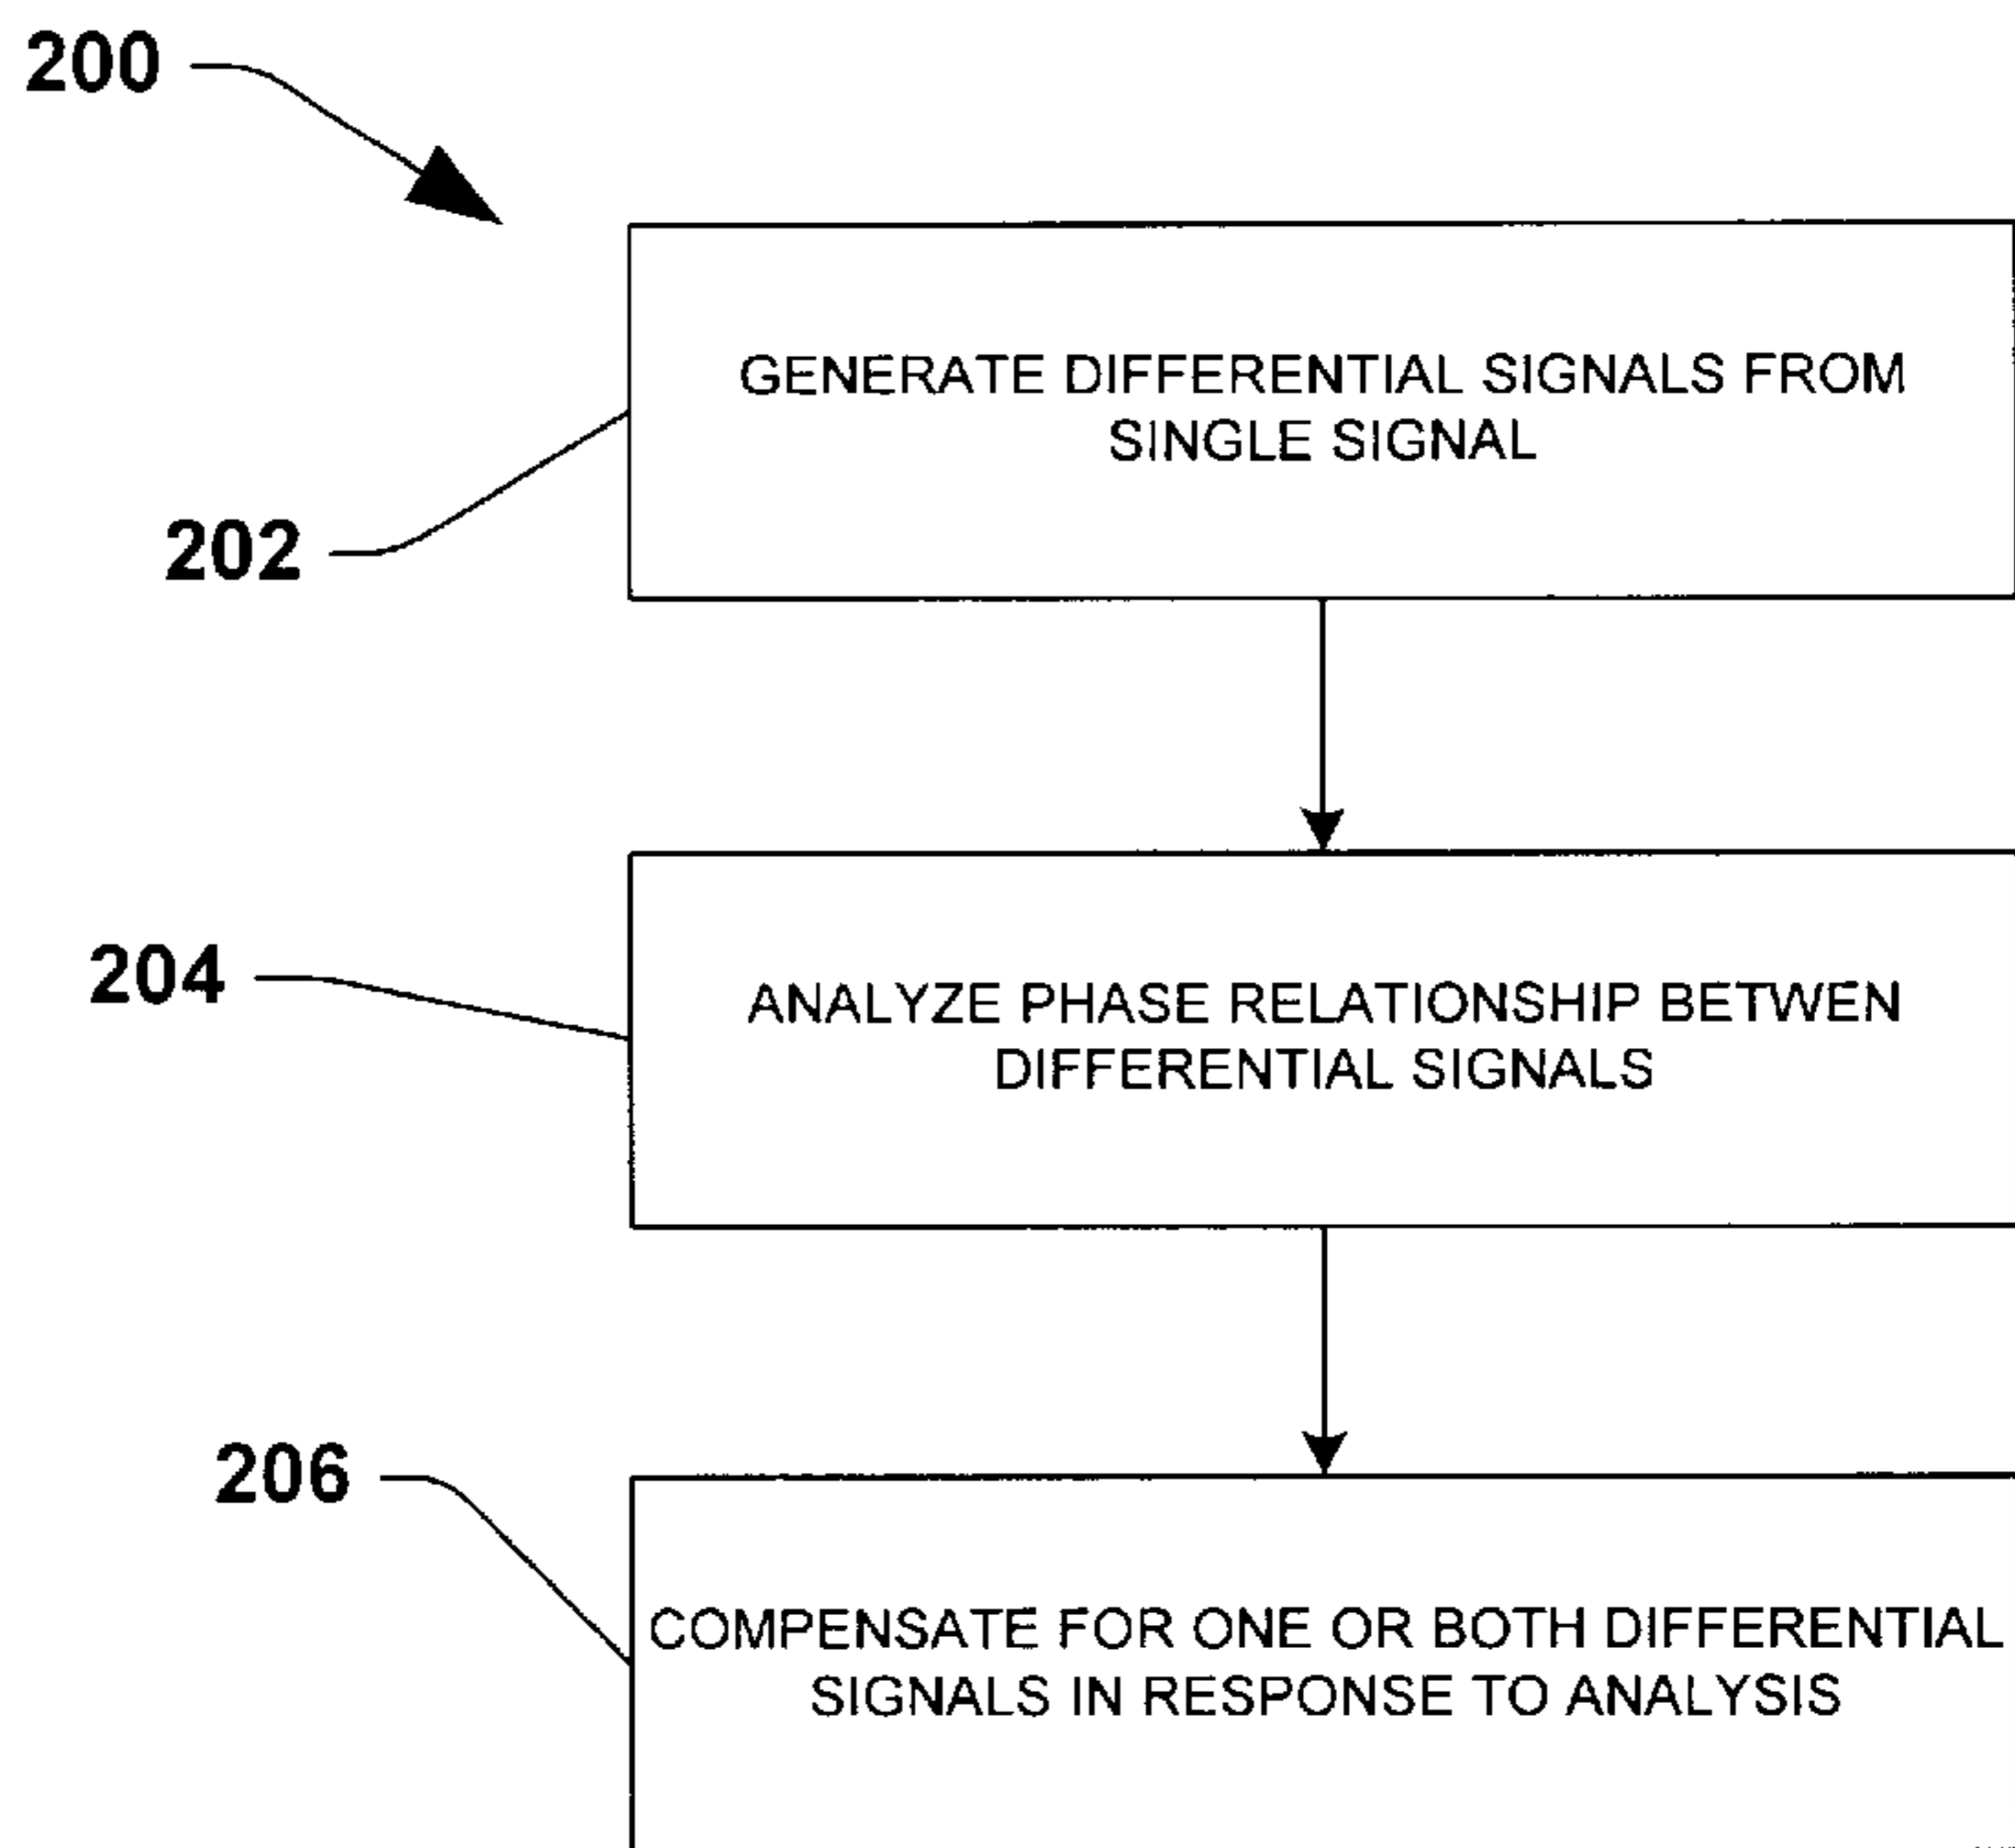 200
GENERATE DIFFERENTIAL SIGNALS FROM
SINGLE SIGNAL
202
204
ANALYZE PHASE RELATIONSHIP BETWEN
DIFFERENTIAL SIGNALS
206
COMPENSATE FOR ONE OR BOTH DIFFERENTIAL
SIGNALS IN RESPONSE TO ANALYSIS